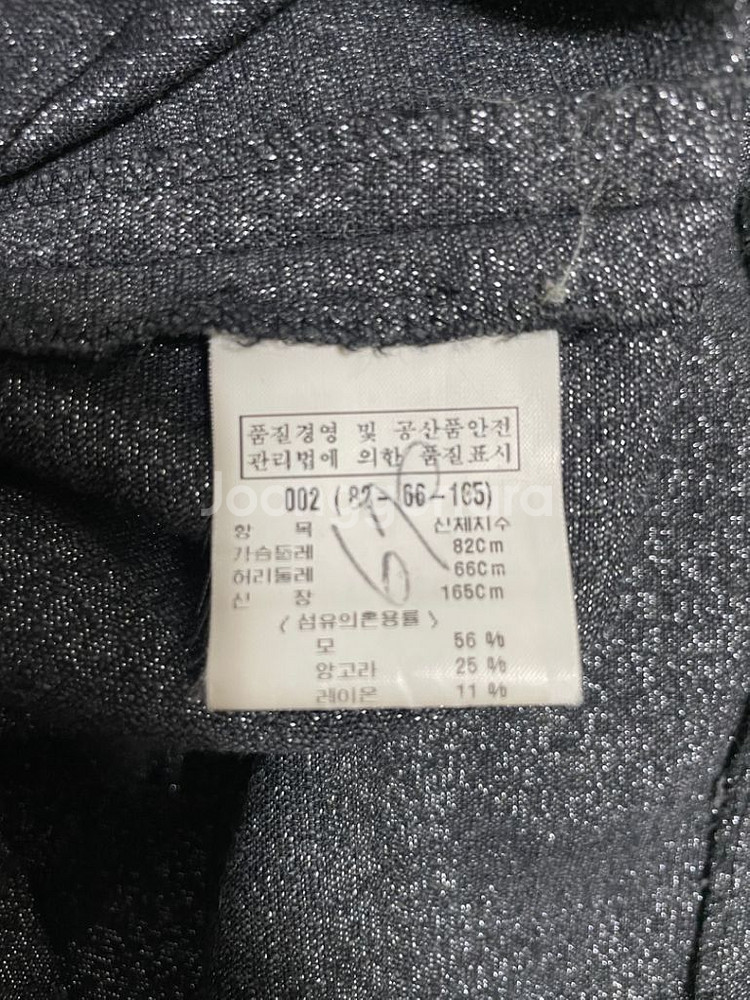 품질경영 및 공산품안전
관리법에 의한 품질표시
002 (82-66-165)
항 목 신체치수
가슴둘레 82Cm
허리둘레 66Cm
신 장 165Cm
〈 섬유의혼용률 〉
모 56 %
앙고라 25 %
레이온 11 %